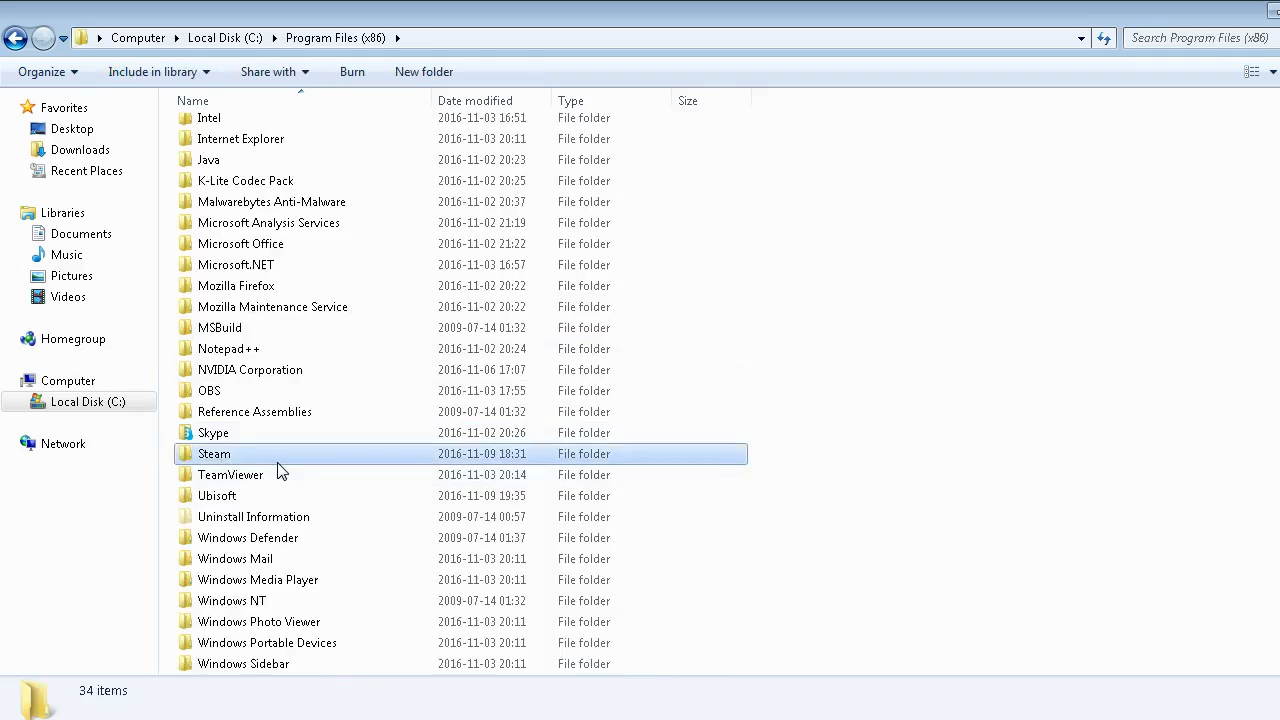 Computer Local Disk (C:) Program Files (x86) Search Program Files (x86)
Organize Include in library Share with Burn New folder
Name Date modified Type Size
Favorites
Desktop
Downloads
Recent Places
Libraries
Documents
Music
Pictures
Videos
Homegroup
Computer
Local Disk (C:)
Network
Intel 2016-11-03 16:51 File folder
Internet Explorer 2016-11-03 20:11 File folder
Java 2016-11-02 20:23 File folder
K-Lite Codec Pack 2016-11-02 20:25 File folder
Malwarebytes Anti-Malware 2016-11-02 20:37 File folder
Microsoft Analysis Services 2016-11-02 21:19 File folder
Microsoft Office 2016-11-02 21:22 File folder
Microsoft.NET 2016-11-03 16:57 File folder
Mozilla Firefox 2016-11-02 20:22 File folder
Mozilla Maintenance Service 2016-11-02 20:22 File folder
MSBuild 2009-07-14 01:32 File folder
Notepad++ 2016-11-02 20:24 File folder
NVIDIA Corporation 2016-11-06 17:07 File folder
OBS 2016-11-03 17:55 File folder
Reference Assemblies 2009-07-14 01:32 File folder
Skype 2016-11-02 20:26 File folder
Steam 2016-11-09 18:31 File folder
TeamViewer 2016-11-03 20:14 File folder
Ubisoft 2016-11-09 19:35 File folder
Uninstall Information 2009-07-14 00:57 File folder
Windows Defender 2009-07-14 01:37 File folder
Windows Mail 2016-11-03 20:11 File folder
Windows Media Player 2016-11-03 20:11 File folder
Windows NT 2009-07-14 01:32 File folder
Windows Photo Viewer 2016-11-03 20:11 File folder
Windows Portable Devices 2016-11-03 20:11 File folder
Windows Sidebar 2016-11-03 20:11 File folder
34 items